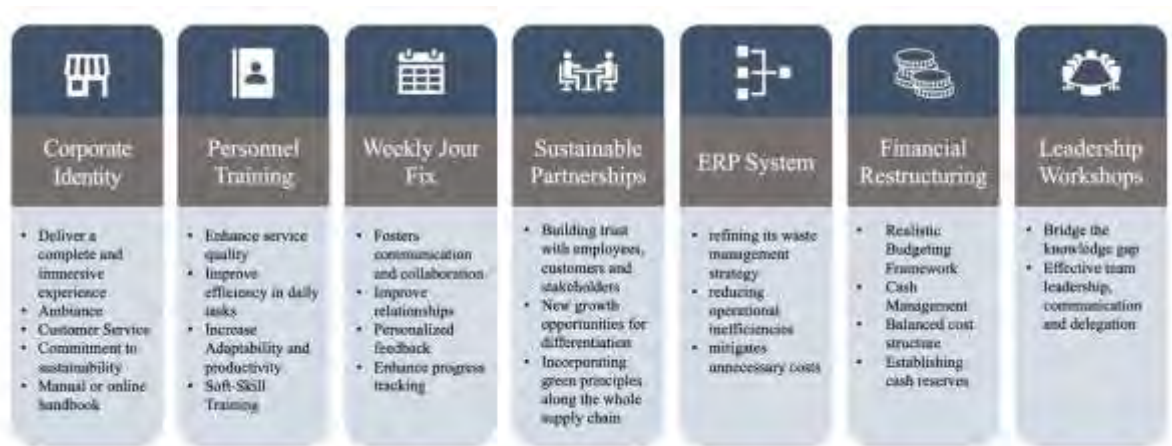 Corporate
Identity
• Deliver a
complete and
immersive
experience
• Ambiance
• Customer Service
• Commitment to
sustainability
• Manual or online
handbook
Personnel
Training
• Enhance service
quality
• Improve
efficiency in daily
tasks
• Increase
Adaptability and
productivity
• Soft-Skill
Training
Weekly Jour
Fix
• Fosters
communication
and collaboration
• Improve
relationships
• Personalized
feedback
• Enhance progress
tracking
Sustainable
Partnerships
• Building trust
with employees,
customers and
stakeholders
• New growth
opportunities for
differentiation
• Incorporating
green principles
along the whole
supply chain
ERP System
• refining its waste
management
strategy
• reducing
operational
inefficiencies
• mitigates
unnecessary costs
Financial
Restructuring
• Realistic
Budgeting
Framework
• Cash
Management
• Balanced cost
structure
• Establishing
cash reserves
Leadership
Workshops
• Bridge the
knowledge gap
• Effective team
leadership,
communication
and delegation